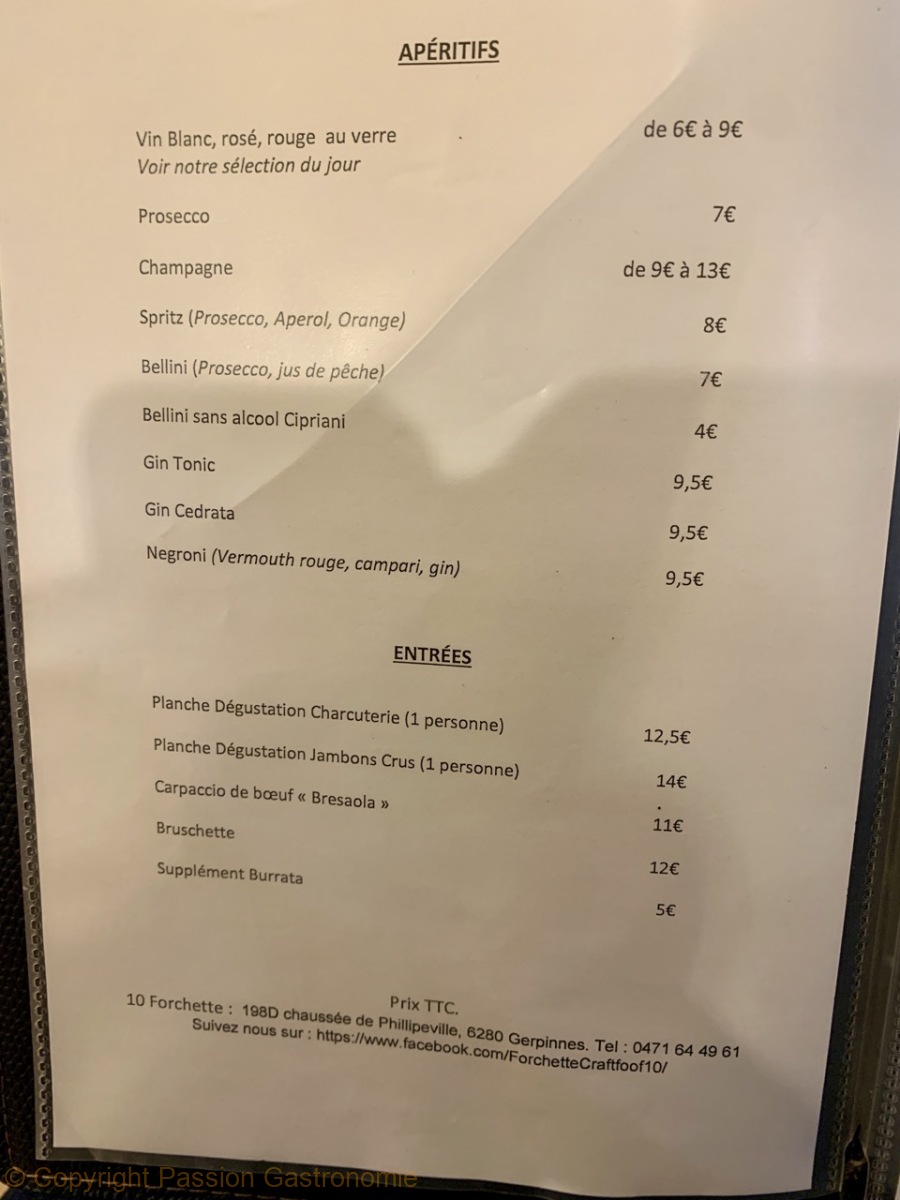 APÉRITIFS
Vin Blanc, rosé, rouge au verre de 6€ à 9€
Voir notre sélection du jour
Prosecco 7€
Champagne de 9€ à 13€
Spritz (Prosecco, Aperol, Orange) 8€
Bellini (Prosecco, jus de pêche) 7€
Bellini sans alcool Cipriani 4€
Gin Tonic 9,5€
Gin Cedrata 9,5€
Negroni (Vermouth rouge, campari, gin) 9,5€
ENTRÉES
Planche Dégustation Charcuterie (1 personne) 12,5€
Planche Dégustation Jambons Crus (1 personne) 14€
Carpaccio de bœuf « Bresaola » 11€
Bruschette 12€
Supplément Burrata 5€
Prix TTC.
10 Forchette : 198D chaussée de Phillipeville, 6280 Gerpinnes. Tel : 0471 64 49 61
Suivez nous sur : https://www.facebook.com/ForchetteCraftfoof10/
© Copyright Passion Gastronomie